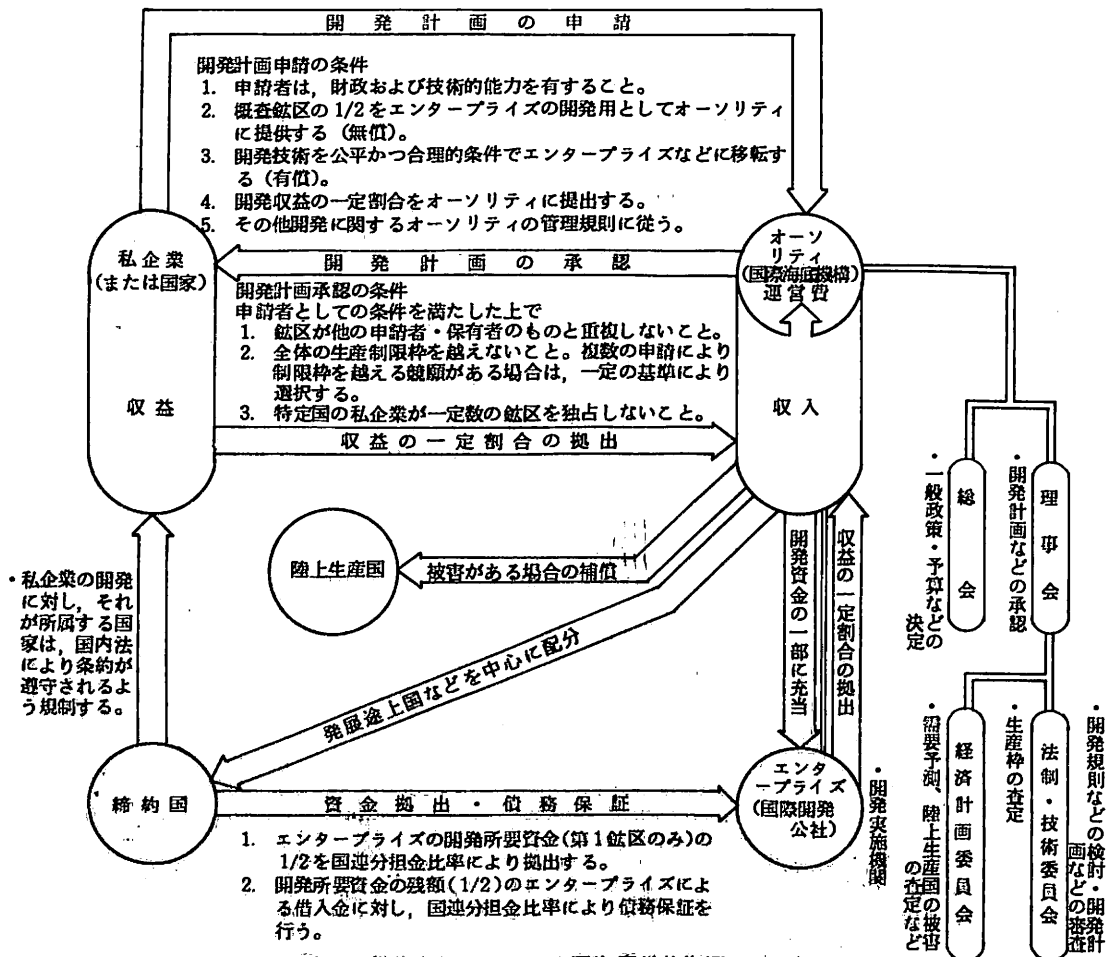 開発計画の申請
開発計画申請の条件
1. 申請者は，財政および技術的能力を有すること。
2. 概査鉱区の1/2をエンタープライズの開発用としてオーソリティ
に提供する（無償）。
3. 開発技術を公平かつ合理的条件でエンタープライズなどに移転す
る（有償）。
4. 開発収益の一定割合をオーソリティに提出する。
5. その他開発に関するオーソリティの管理規則に従う。
私企業
(または国家)
収益
オーソ
リティ
(国際海底機構)
運営費
収入
開発計画の承認
開発計画承認の条件
申請者としての条件を満たした上で
1. 鉱区が他の申請者・保有者のものと重複しないこと。
2. 全体の生産制限枠を越えないこと。複数の申請により
制限枠を越える競願がある場合は，一定の基準により
選択する。
3. 特定国の私企業が一定数の鉱区を独占しないこと。
収益の一定割合の拠出
陸上生産国
被害がある場合の補償
発展途上国などを中心に配分
開発資金の一部に充当
収益の一定割合の拠出
・私企業の開発
に対し，それ
が所属する国
家は，国内法
により条約が
遵守されるよ
う規制する。
締約国
資金拠出・債務保証
1. エンタープライズの開発所要資金(第1鉱区のみ)の
1/2を国連分担金比率により拠出する。
2. 開発所要資金の残額(1/2)のエンタープライズによ
る借入金に対し，国連分担金比率により債務保証を
行う。
エンタ
ープライズ
(国際開発
公社)
・開発実施機関
理事会
・開発計画などの承認
総会
・一般政策・予算などの
決定
法制・技術委員会
・開発規則などの検討・開発計
画などの審査
・生産枠の査定
経済計画委員会
・需要予測，陸上生産国の被害
の査定など